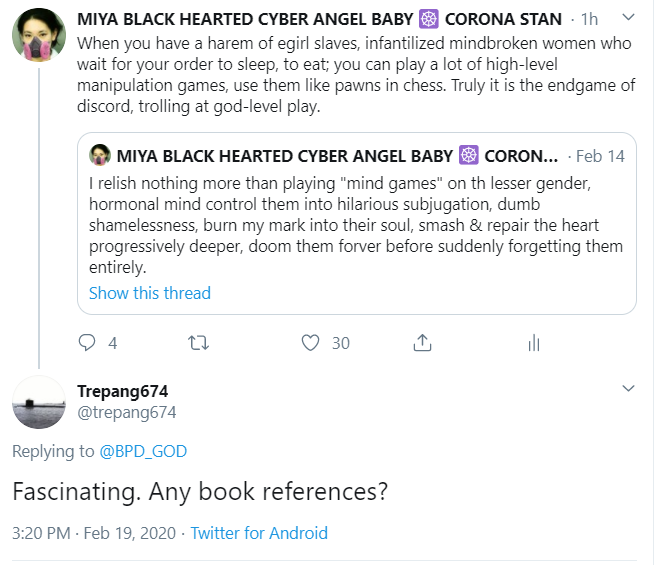 MIYA BLACK HEARTED CYBER ANGEL BABY ☸ CORONA STAN · 1h
When you have a harem of egirl slaves, infantilized mindbroken women who
wait for your order to sleep, to eat; you can play a lot of high-level
manipulation games, use them like pawns in chess. Truly it is the endgame of
discord, trolling at god-level play.
MIYA BLACK HEARTED CYBER ANGEL BABY ☸ CORON... · Feb 14
I relish nothing more than playing "mind games" on th lesser gender,
hormonal mind control them into hilarious subjugation, dumb
shamelessness, burn my mark into their soul, smash & repair the heart
progressively deeper, doom them forver before suddenly forgetting them
entirely.
Show this thread
4 30
Trepang674
@trepang674
Replying to @BPD_GOD
Fascinating. Any book references?
3:20 PM · Feb 19, 2020 · Twitter for Android